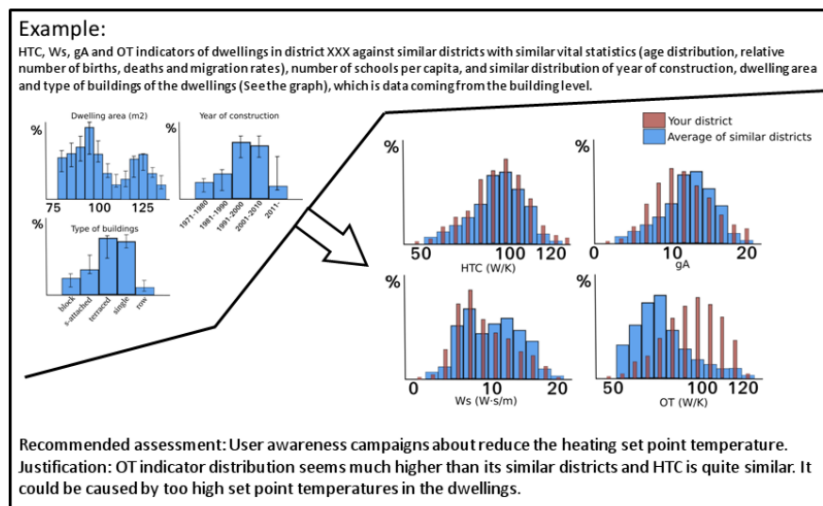 Example:
HTC, Ws, gA and OT indicators of dwellings in district XXX against similar districts with similar vital statistics (age distribution, relative
number of births, deaths and migration rates), number of schools per capita, and similar distribution of year of construction, dwelling area
and type of buildings of the dwellings (See the graph), which is data coming from the building level.
Dwelling area (m2)
%
75 100 125
Year of construction
%
1971-1980 1981-1990 1991-2000 2001-2010 2011-
Type of buildings
%
block s-attached terraced single row
Your district
Average of similar districts
%
50 100 120
HTC (W/K)
%
0 10 20
gA
%
0 10 20
Ws (W·s/m)
%
50 100 120
OT (W/K)
Recommended assessment: User awareness campaigns about reduce the heating set point temperature.
Justification: OT indicator distribution seems much higher than its similar districts and HTC is quite similar. It
could be caused by too high set point temperatures in the dwellings.